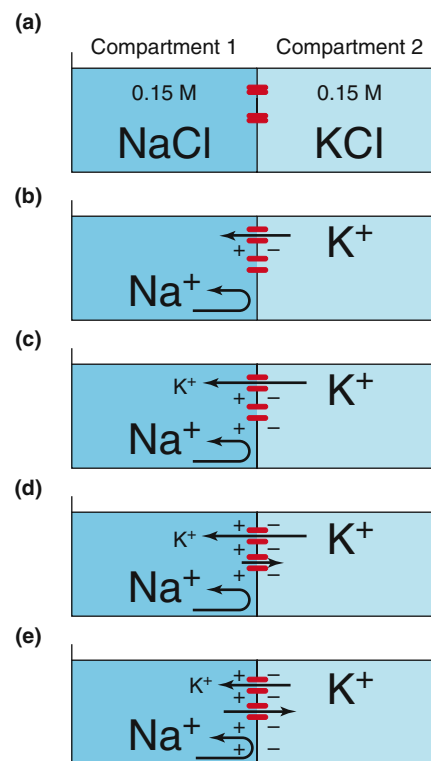 (a)
Compartment 1 Compartment 2
0.15 M 0.15 M
NaCl KCl
(b)
K⁺
+ −
Na⁺
(c)
K⁺ K⁺
+ −
Na⁺
+ −
(d)
+ −
K⁺ K⁺
+ −
Na⁺
+ −
(e)
+ −
K⁺ K⁺
+ −
Na⁺
+ −
+ −